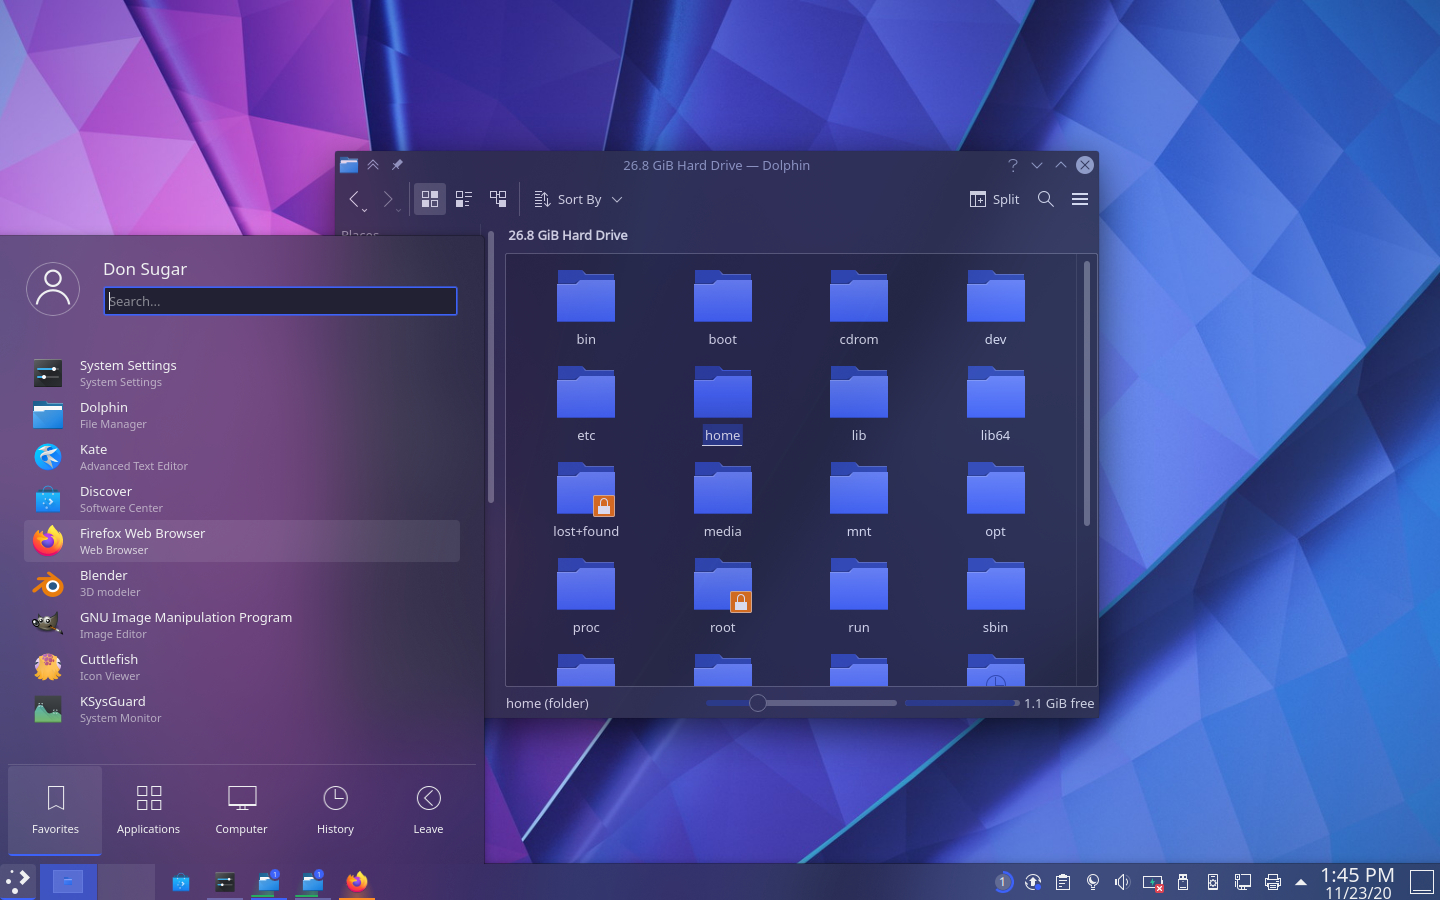 26.8 GiB Hard Drive — Dolphin
Sort By
Split
Places
26.8 GiB Hard Drive
bin
boot
cdrom
dev
etc
home
lib
lib64
lost+found
media
mnt
opt
proc
root
run
sbin
home (folder)
1.1 GiB free
Don Sugar
Search...
System Settings
System Settings
Dolphin
File Manager
Kate
Advanced Text Editor
Discover
Software Center
Firefox Web Browser
Web Browser
Blender
3D modeler
GNU Image Manipulation Program
Image Editor
Cuttlefish
Icon Viewer
KSysGuard
System Monitor
Favorites
Applications
Computer
History
Leave
1
1
1
1:45 PM
11/23/20